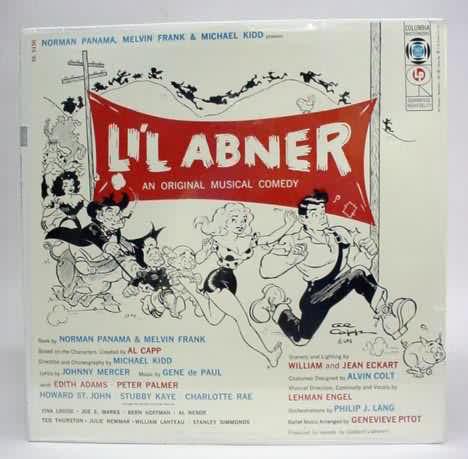 NORMAN PANAMA, MELVIN FRANK & MICHAEL KIDD present
COLUMBIA
MASTERWORKS
LI'L ABNER
AN ORIGINAL MUSICAL COMEDY
AL CAPP
Book by NORMAN PANAMA & MELVIN FRANK
Based on the Characters Created by AL CAPP
Direction and Choreography by MICHAEL KIDD
Lyrics by JOHNNY MERCER Music by GENE de PAUL
with EDITH ADAMS PETER PALMER
HOWARD ST. JOHN STUBBY KAYE CHARLOTTE RAE
TINA LOUISE · JOE E. MARKS · BERN HOFFMAN · AL NESOR
TED THURSTON · JULIE NEWMAR · WILLIAM LANTEAU · STANLEY SIMMONDS
Scenery and Lighting by
WILLIAM and JEAN ECKART
Costumes Designed by ALVIN COLT
Musical Direction, Continuity and Vocals by
LEHMAN ENGEL
Orchestrations by PHILIP J. LANG
Ballet Music Arranged by GENEVIEVE PITOT